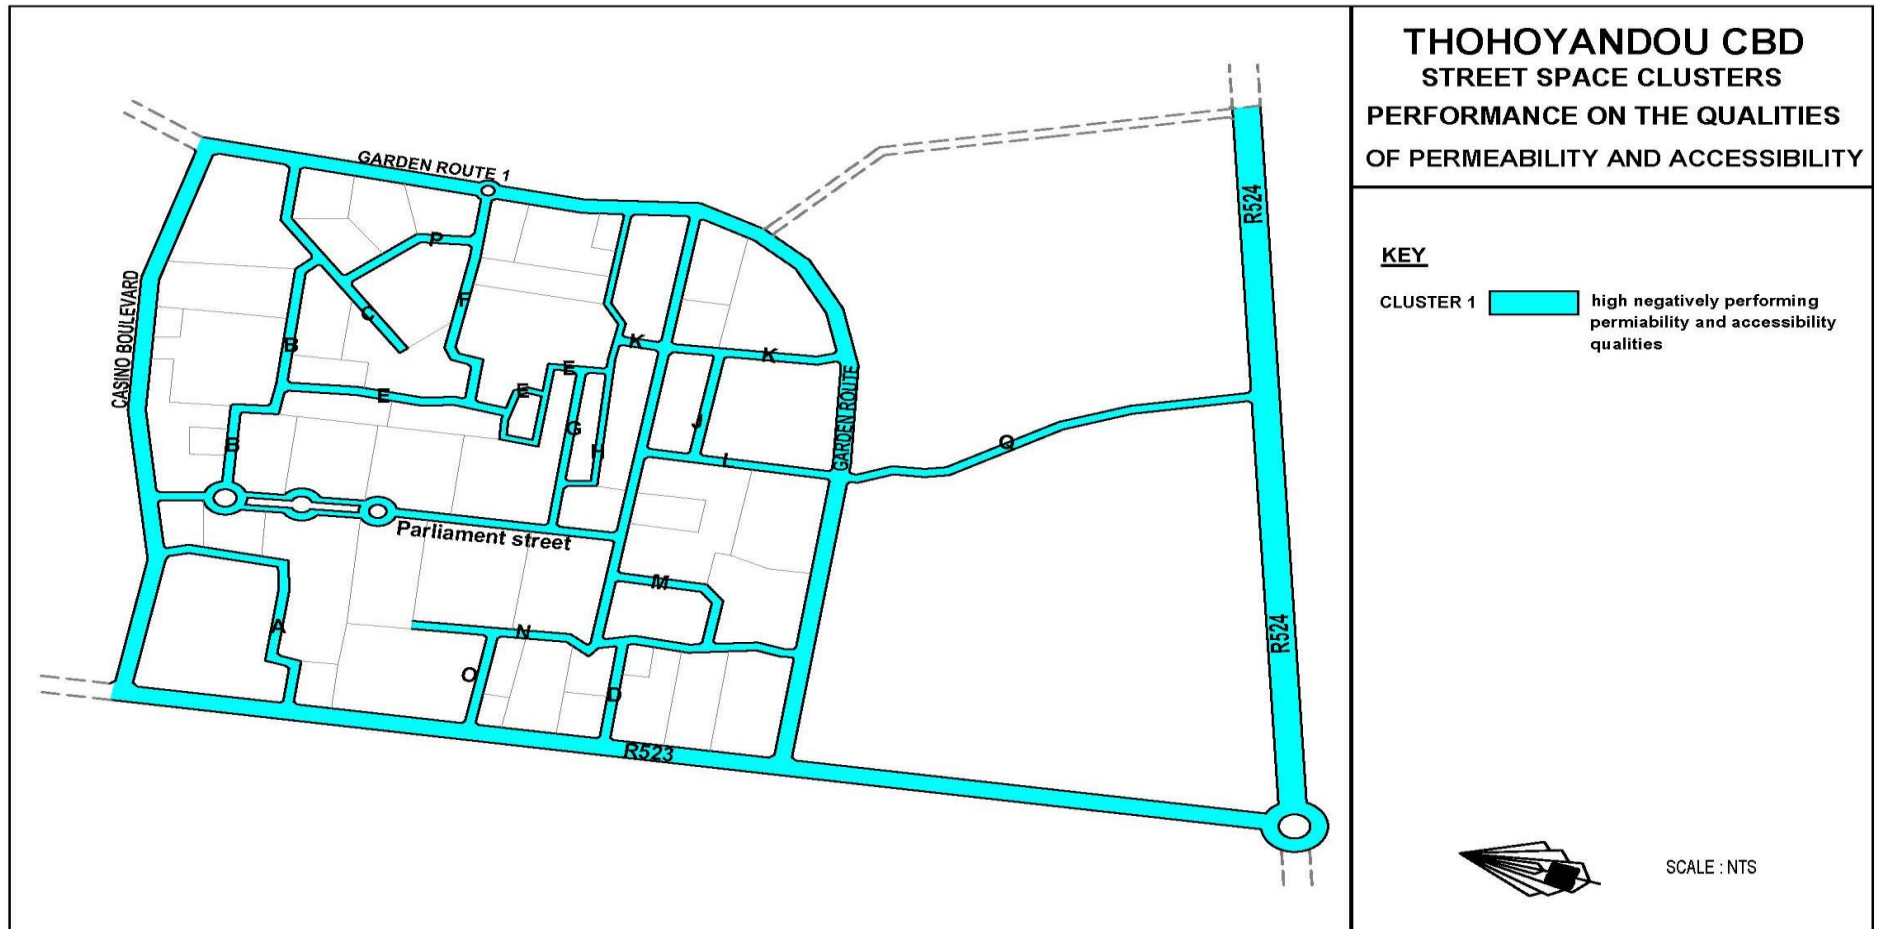 THOHOYANDOU CBD
STREET SPACE CLUSTERS
PERFORMANCE ON THE QUALITIES
OF PERMEABILITY AND ACCESSIBILITY
KEY
CLUSTER 1
high negatively performing
permiability and accessibility
qualities
SCALE : NTS
GARDEN ROUTE 1
CASINO BOULEVARD
R524
P
F
C
B
K
K
E
E
E
GARDEN ROUTE
J
G
B
H
L
Q
Parliament street
M
A
N
R524
O
D
R523